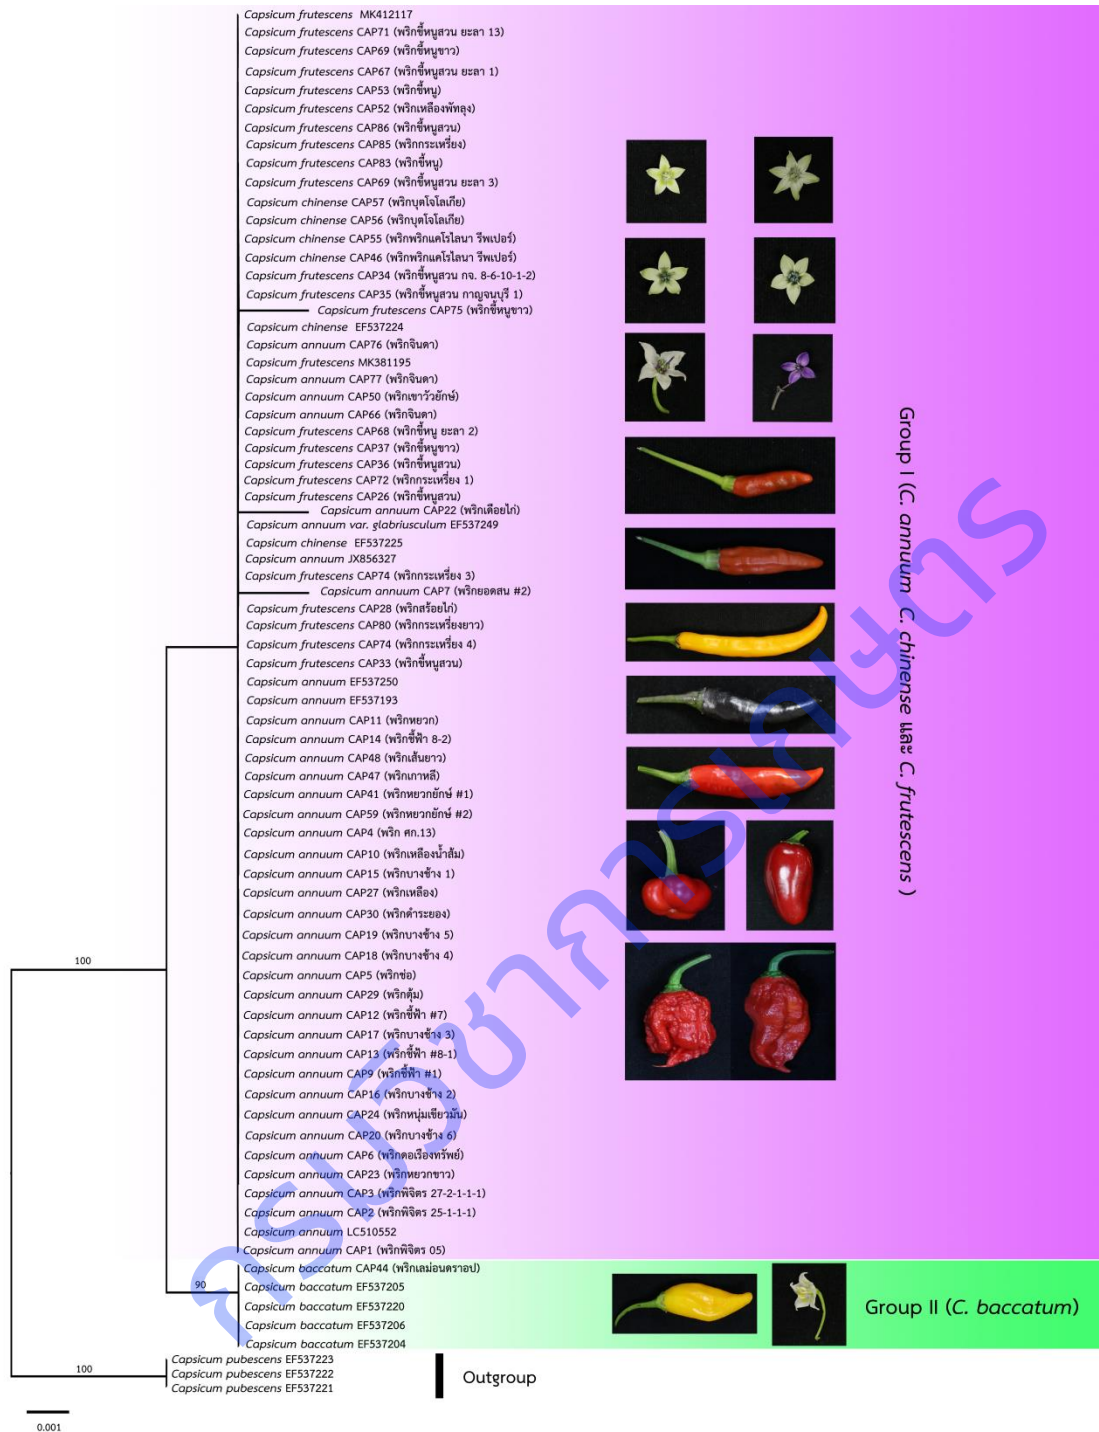 Capsicum frutescens MK412117
Capsicum frutescens CAP71 (พริกขี้หนูสวน ยะลา 13)
Capsicum frutescens CAP69 (พริกขี้หนูขาว)
Capsicum frutescens CAP67 (พริกขี้หนูสวน ยะลา 1)
Capsicum frutescens CAP53 (พริกขี้หนู)
Capsicum frutescens CAP52 (พริกเหลืองพัทลุง)
Capsicum frutescens CAP86 (พริกขี้หนูสวน)
Capsicum frutescens CAP85 (พริกกระเหรี่ยง)
Capsicum frutescens CAP83 (พริกขี้หนู)
Capsicum frutescens CAP69 (พริกขี้หนูสวน ยะลา 3)
Capsicum chinense CAP57 (พริกบุตโจโลเกีย)
Capsicum chinense CAP56 (พริกบุตโจโลเกีย)
Capsicum chinense CAP55 (พริกพริกแคโรไลนา รีพเปอร์)
Capsicum chinense CAP46 (พริกพริกแคโรไลนา รีพเปอร์)
Capsicum frutescens CAP34 (พริกขี้หนูสวน กจ. 8-6-10-1-2)
Capsicum frutescens CAP35 (พริกขี้หนูสวน กาญจนบุรี 1)
Capsicum frutescens CAP75 (พริกขี้หนูขาว)
Capsicum chinense EF537224
Capsicum annuum CAP76 (พริกจินดา)
Capsicum frutescens MK381195
Capsicum annuum CAP77 (พริกจินดา)
Capsicum annuum CAP50 (พริกเขาวัวยักษ์)
Capsicum annuum CAP66 (พริกจินดา)
Capsicum frutescens CAP68 (พริกขี้หนู ยะลา 2)
Capsicum frutescens CAP37 (พริกขี้หนูขาว)
Capsicum frutescens CAP36 (พริกขี้หนูสวน)
Capsicum frutescens CAP72 (พริกกระเหรี่ยง 1)
Capsicum frutescens CAP26 (พริกขี้หนูสวน)
Capsicum annuum CAP22 (พริกเดือยไก่)
Capsicum annuum var. glabriusculum EF537249
Capsicum chinense EF537225
Capsicum annuum JX856327
Capsicum frutescens CAP74 (พริกกระเหรี่ยง 3)
Capsicum annuum CAP7 (พริกยอดสน #2)
Capsicum frutescens CAP28 (พริกสร้อยไก่)
Capsicum frutescens CAP80 (พริกกระเหรี่ยงยาว)
Capsicum frutescens CAP74 (พริกกระเหรี่ยง 4)
Capsicum frutescens CAP33 (พริกขี้หนูสวน)
Capsicum annuum EF537250
Capsicum annuum EF537193
Capsicum annuum CAP11 (พริกหยวก)
Capsicum annuum CAP14 (พริกชี้ฟ้า 8-2)
Capsicum annuum CAP48 (พริกเส้นยาว)
Capsicum annuum CAP47 (พริกเกาหลี)
Capsicum annuum CAP41 (พริกหยวกยักษ์ #1)
Capsicum annuum CAP59 (พริกหยวกยักษ์ #2)
Capsicum annuum CAP4 (พริก ศก.13)
Capsicum annuum CAP10 (พริกเหลืองน้ำส้ม)
Capsicum annuum CAP15 (พริกบางช้าง 1)
Capsicum annuum CAP27 (พริกเหลือง)
Capsicum annuum CAP30 (พริกดำระยอง)
Capsicum annuum CAP19 (พริกบางช้าง 5)
Capsicum annuum CAP18 (พริกบางช้าง 4)
Capsicum annuum CAP5 (พริกช่อ)
Capsicum annuum CAP29 (พริกตุ้ม)
Capsicum annuum CAP12 (พริกชี้ฟ้า #7)
Capsicum annuum CAP17 (พริกบางช้าง 3)
Capsicum annuum CAP13 (พริกชี้ฟ้า #8-1)
Capsicum annuum CAP9 (พริกชี้ฟ้า #1)
Capsicum annuum CAP16 (พริกบางช้าง 2)
Capsicum annuum CAP24 (พริกหนุ่มเขียวมัน)
Capsicum annuum CAP20 (พริกบางช้าง 6)
Capsicum annuum CAP6 (พริกดอเรืองทรัพย์)
Capsicum annuum CAP23 (พริกหยวกขาว)
Capsicum annuum CAP3 (พริกพิจิตร 27-2-1-1-1)
Capsicum annuum CAP2 (พริกพิจิตร 25-1-1-1)
Capsicum annuum LC510552
Capsicum annuum CAP1 (พริกพิจิตร 05)
Capsicum baccatum CAP44 (พริกเลม่อนดราอป)
Capsicum baccatum EF537205
Capsicum baccatum EF537220
Capsicum baccatum EF537206
Capsicum baccatum EF537204
Capsicum pubescens EF537223
Capsicum pubescens EF537222
Capsicum pubescens EF537221
100
90
100
0.001
Group I (C. annuum C. chinense และ C. frutescens )
Group II (C. baccatum)
Outgroup
กรมวิชาการเกษตร